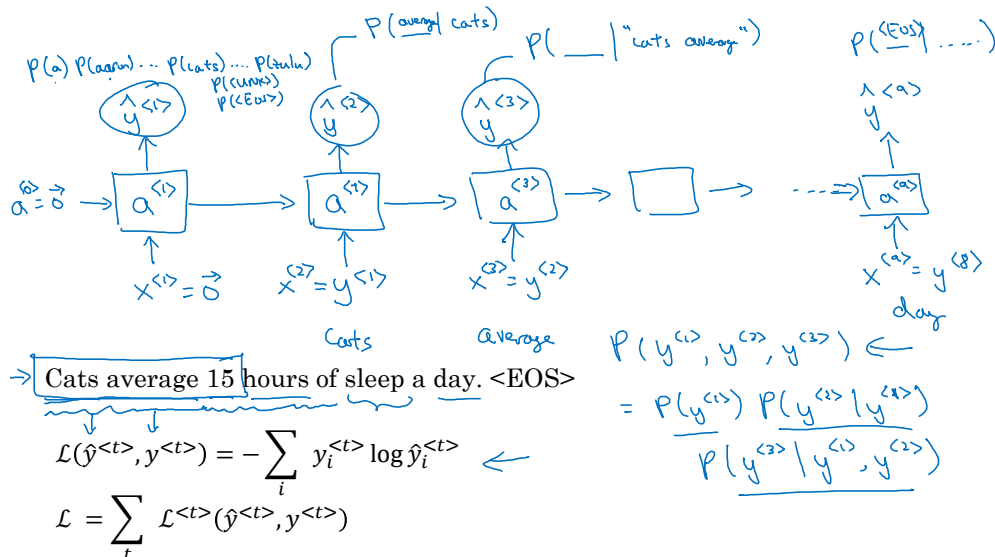 P(average | cats)
P( ___ | "cats average")
P(<EOS> | .....)
P(a) P(aaron) ... P(cats) .... P(zulu)
P(<UNK>)
P(<EOS>)
ŷ<1> ŷ<2> ŷ<3> ŷ<9>
a<0> = 0⃗ → a<1> → a<2> → a<3> → → ....⇒ a<9>
x<1> = 0⃗ x<2> = y<1> x<3> = y<2> x<9> = y<8>
Cats average day
P(y<1>, y<2>, y<3>) ←
→ Cats average 15 hours of sleep a day. <EOS>
= P(y<1>) P(y<2> | y<1>)
P(y<3> | y<1>, y<2>)
ℒ(ŷ<t>, y<t>) = − ∑i yi<t> log ŷi<t> ←
ℒ = ∑t ℒ<t>(ŷ<t>, y<t>)